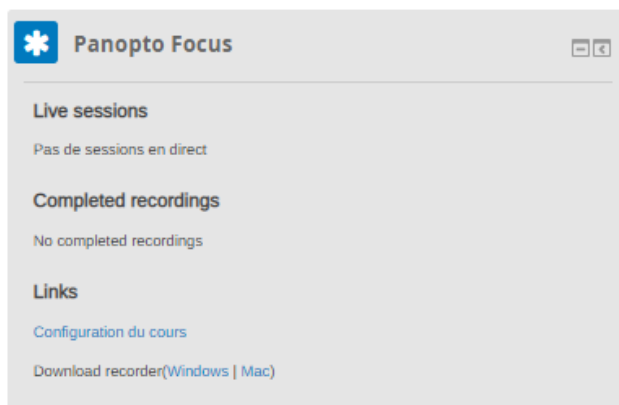 Panopto Focus
Live sessions
Pas de sessions en direct
Completed recordings
No completed recordings
Links
Configuration du cours
Download recorder(Windows | Mac)